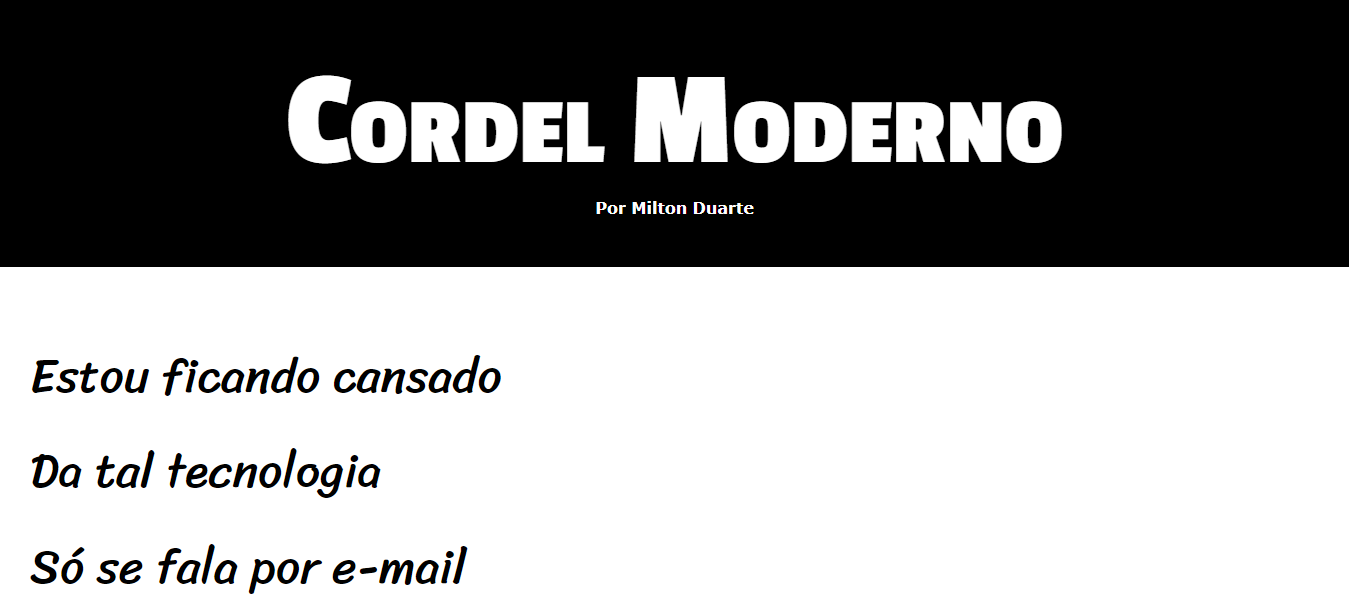 Cordel Moderno
Por Milton Duarte
Estou ficando cansado
Da tal tecnologia
Só se fala por e-mail